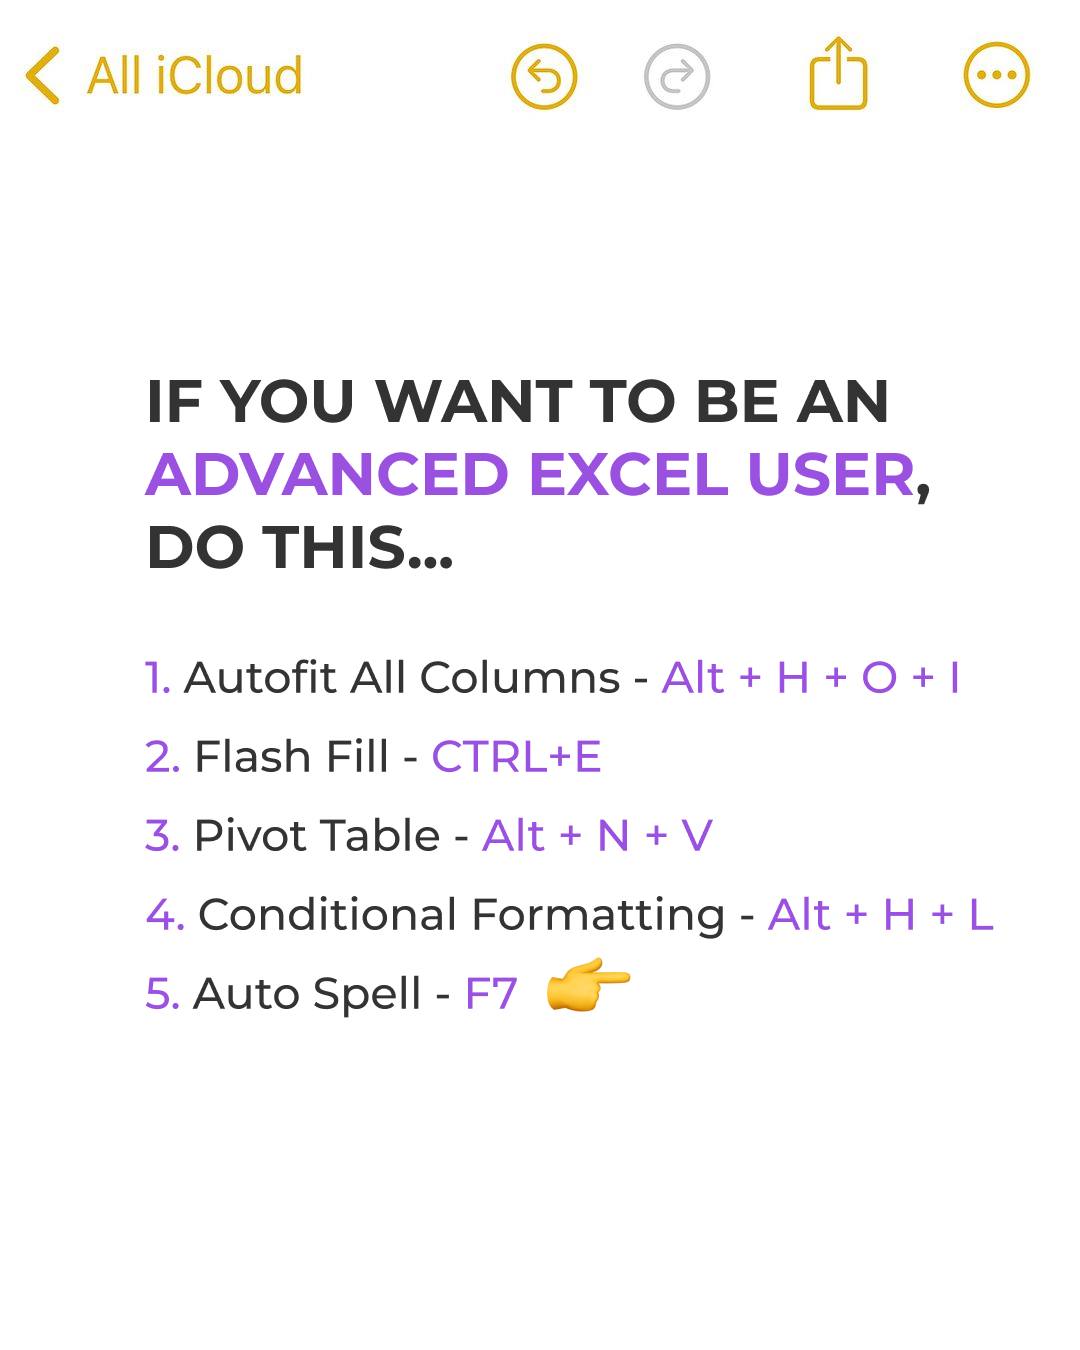 All iCloud
IF YOU WANT TO BE AN
ADVANCED EXCEL USER,
DO THIS...
1. Autofit All Columns - Alt + H + O + I
2. Flash Fill - CTRL+E
3. Pivot Table - Alt + N + V
4. Conditional Formatting - Alt + H + L
5. Auto Spell - F7